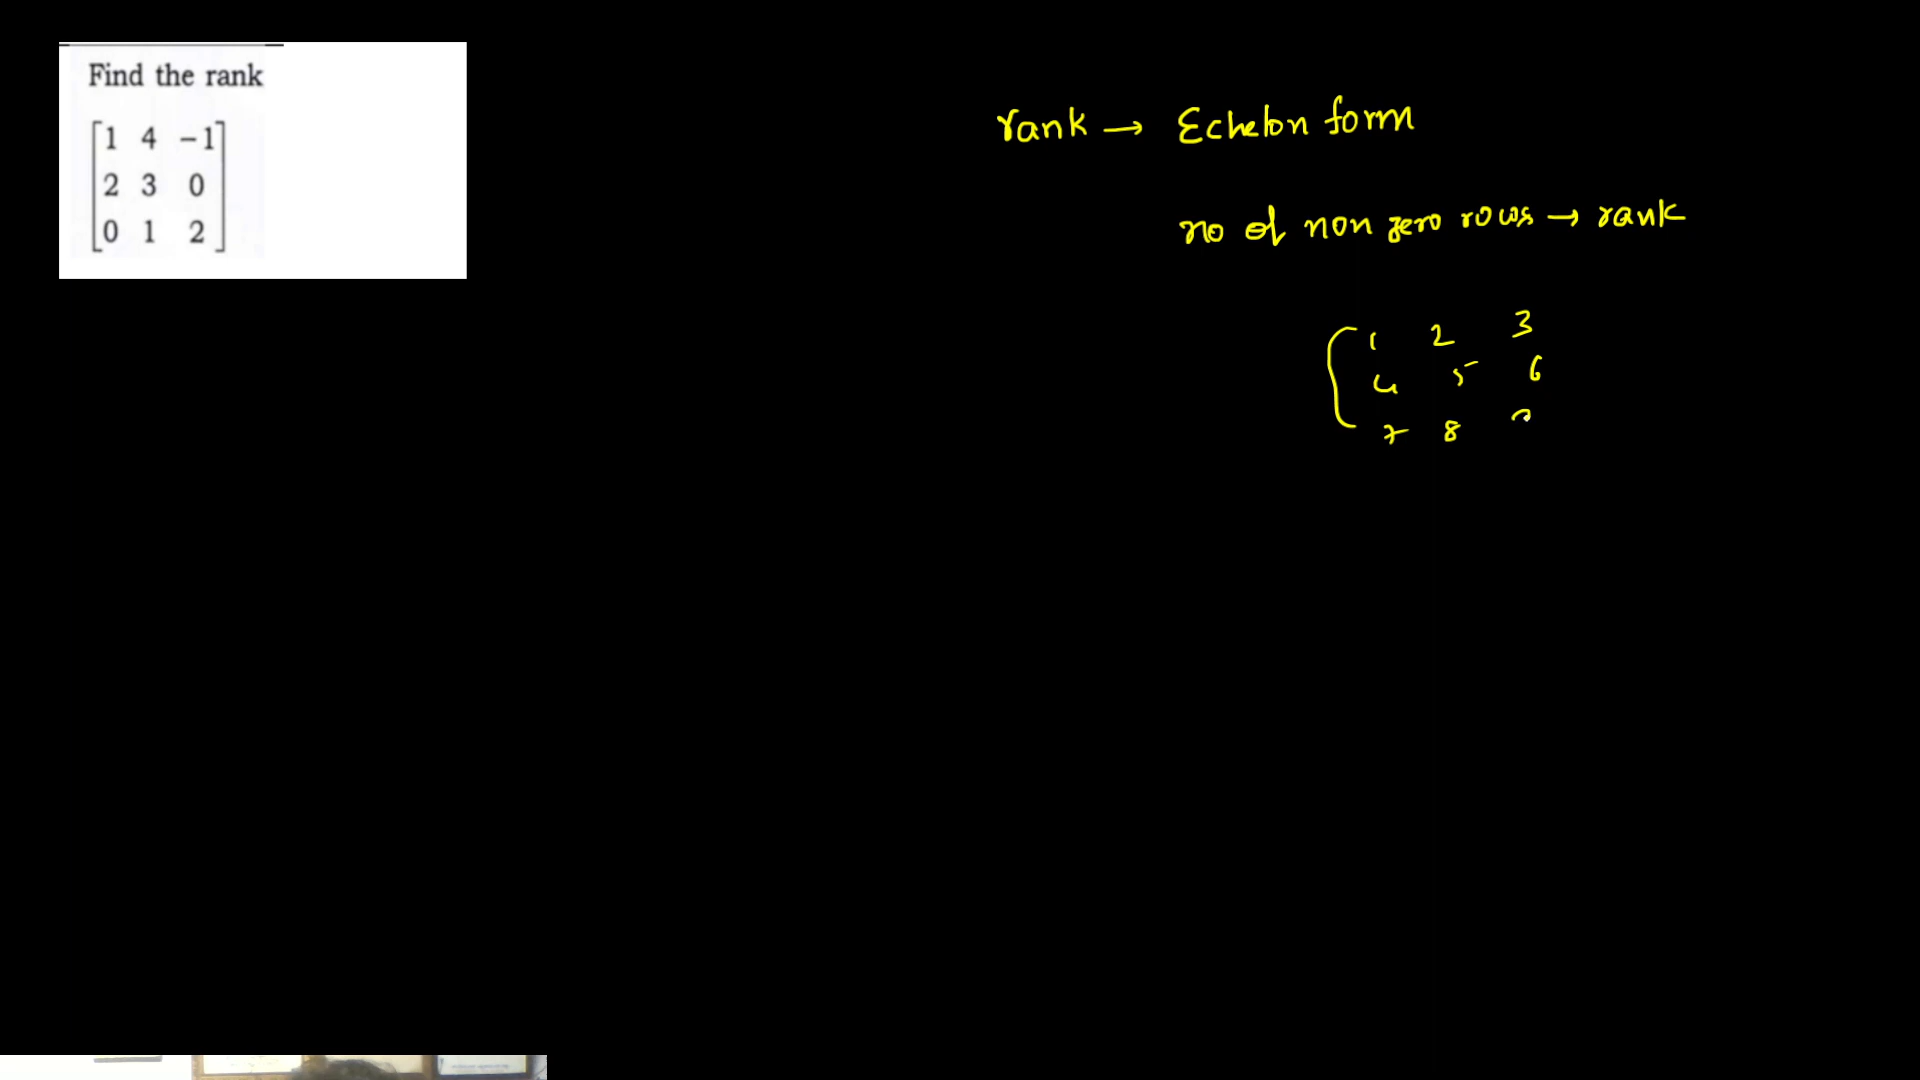 Find the rank
1 4 -1
2 3 0
0 1 2
rank → Echelon form
no of non zero rows → rank
1 2 3
4 5 6
7 8